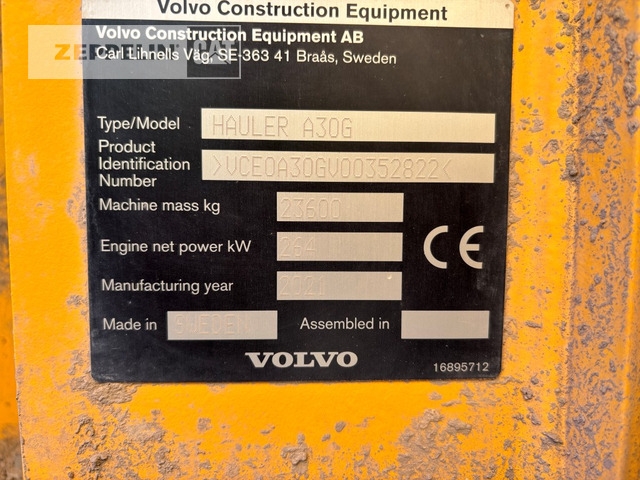 Volvo Construction Equipment
Volvo Construction Equipment AB
Carl Lihnells Väg, SE-363 41 Braås, Sweden
ZEPPELIN CAT
Type/Model HAULER A30G
Product
Identification >VCE0A30GV00352822<
Number
Machine mass kg 23600
Engine net power kW 264
Manufacturing year 2021
Made in SWEDEN Assembled in
VOLVO
CE
16895712